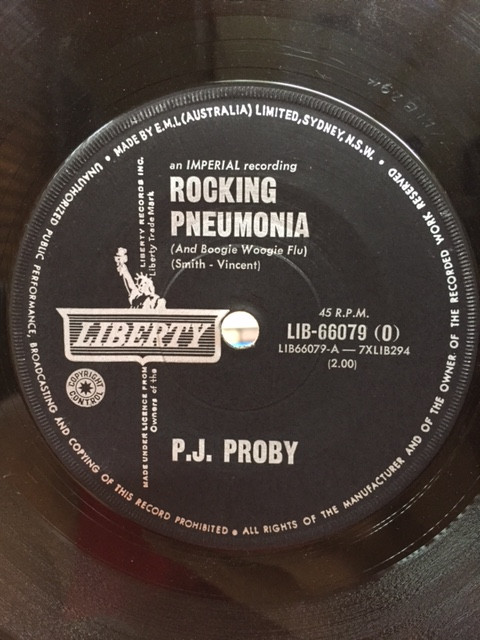 MADE BY E.M.I.(AUSTRALIA) LIMITED, SYDNEY, N.S.W. • ALL RIGHTS OF THE MANUFACTURER AND OF THE OWNER OF THE RECORDED WORK RESERVED • UNAUTHORIZED PUBLIC PERFORMANCE, BROADCASTING AND COPYING OF THIS RECORD PROHIBITED •
an IMPERIAL recording
ROCKING
PNEUMONIA
(And Boogie Woogie Flu)
(Smith - Vincent)
LIBERTY RECORDS INC.
Liberty Trade Mark
LIBERTY
MADE UNDER LICENCE FROM
Owners of the
COPYRIGHT CONTROL
45 R.P.M.
LIB-66079 (O)
LIB66079-A — 7XLIB294
(2.00)
P.J. PROBY